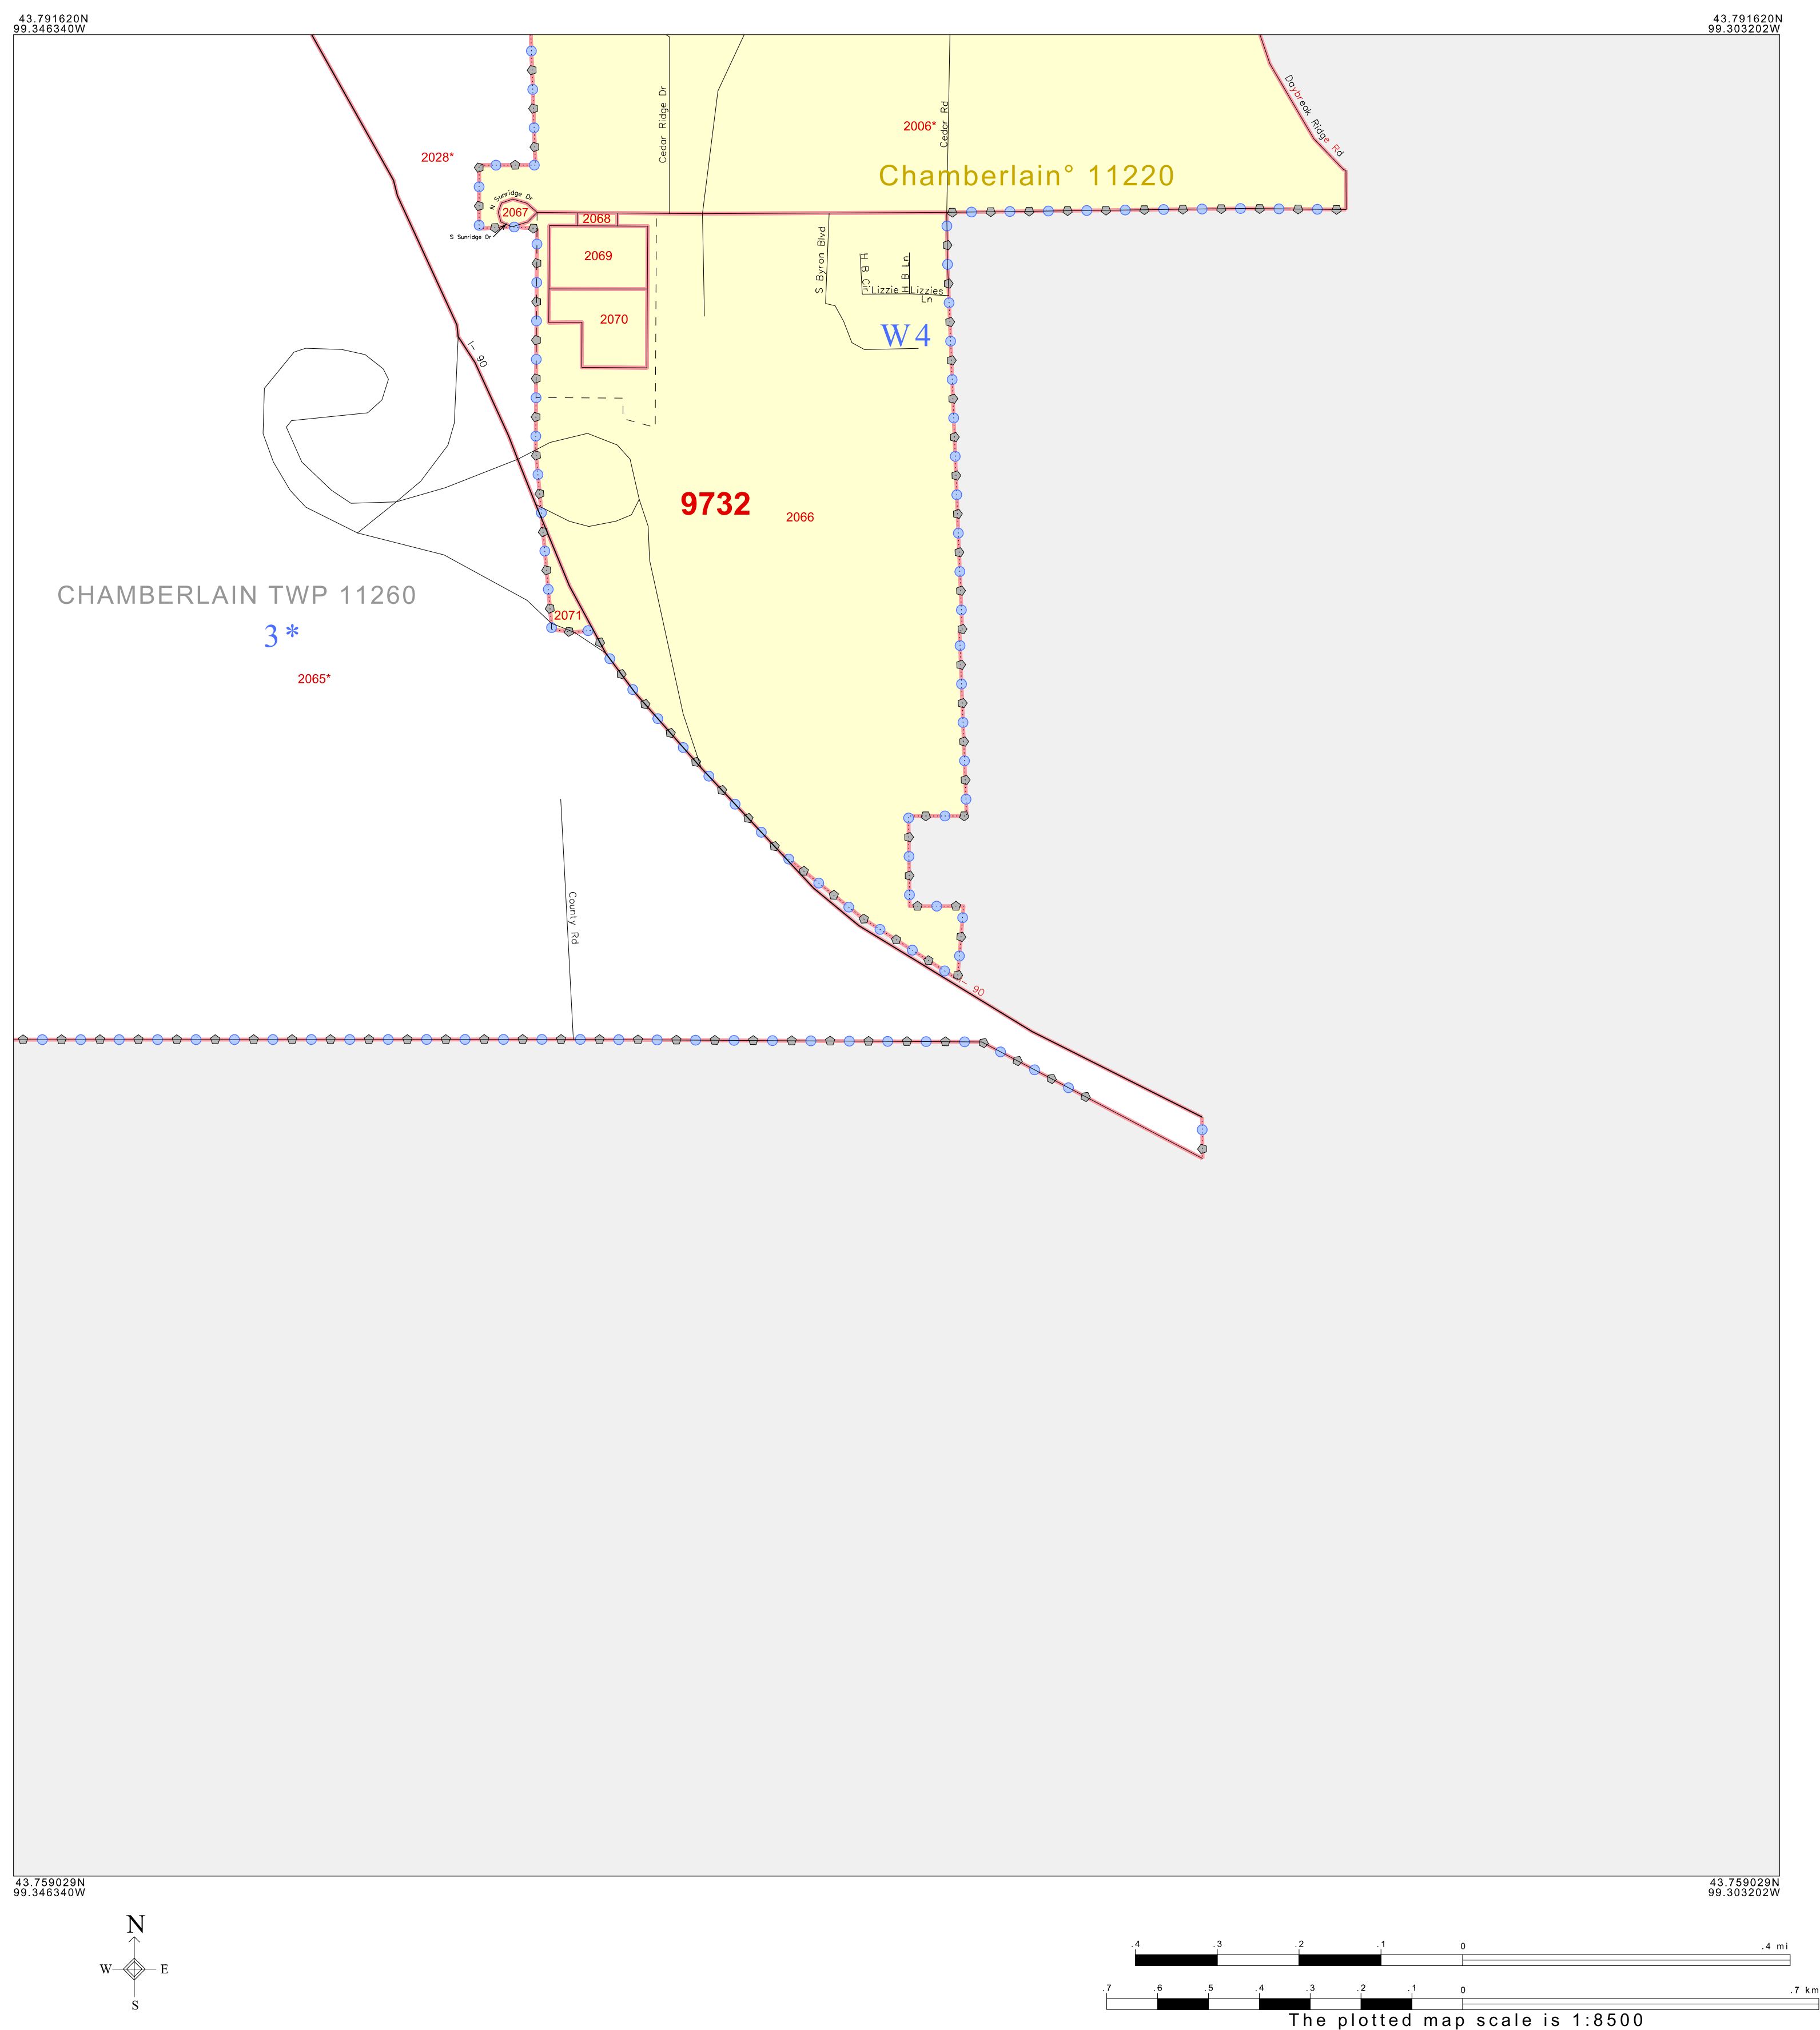 43.791620N
99.346340W
43.791620N
99.303202W
Daybreak Ridge Rd
Cedar Ridge Dr
Cedar Rd
2006*
2028*
Chamberlain° 11220
N Sunridge Dr
2067
2068
S Sunridge Dr
2069
S Byron Blvd
H B Cir
H B Ln
Lizzie
Lizzies
Ln
2070
W 4
I- 90
9732
2066
CHAMBERLAIN TWP 11260
2071
3 *
2065*
County Rd
I- 90
43.759029N
99.346340W
43.759029N
99.303202W
N
W
E
S
.4 .3 .2 .1 0 .4 mi
.7 .6 .5 .4 .3 .2 .1 0 .7 km
The plotted map scale is 1:8500